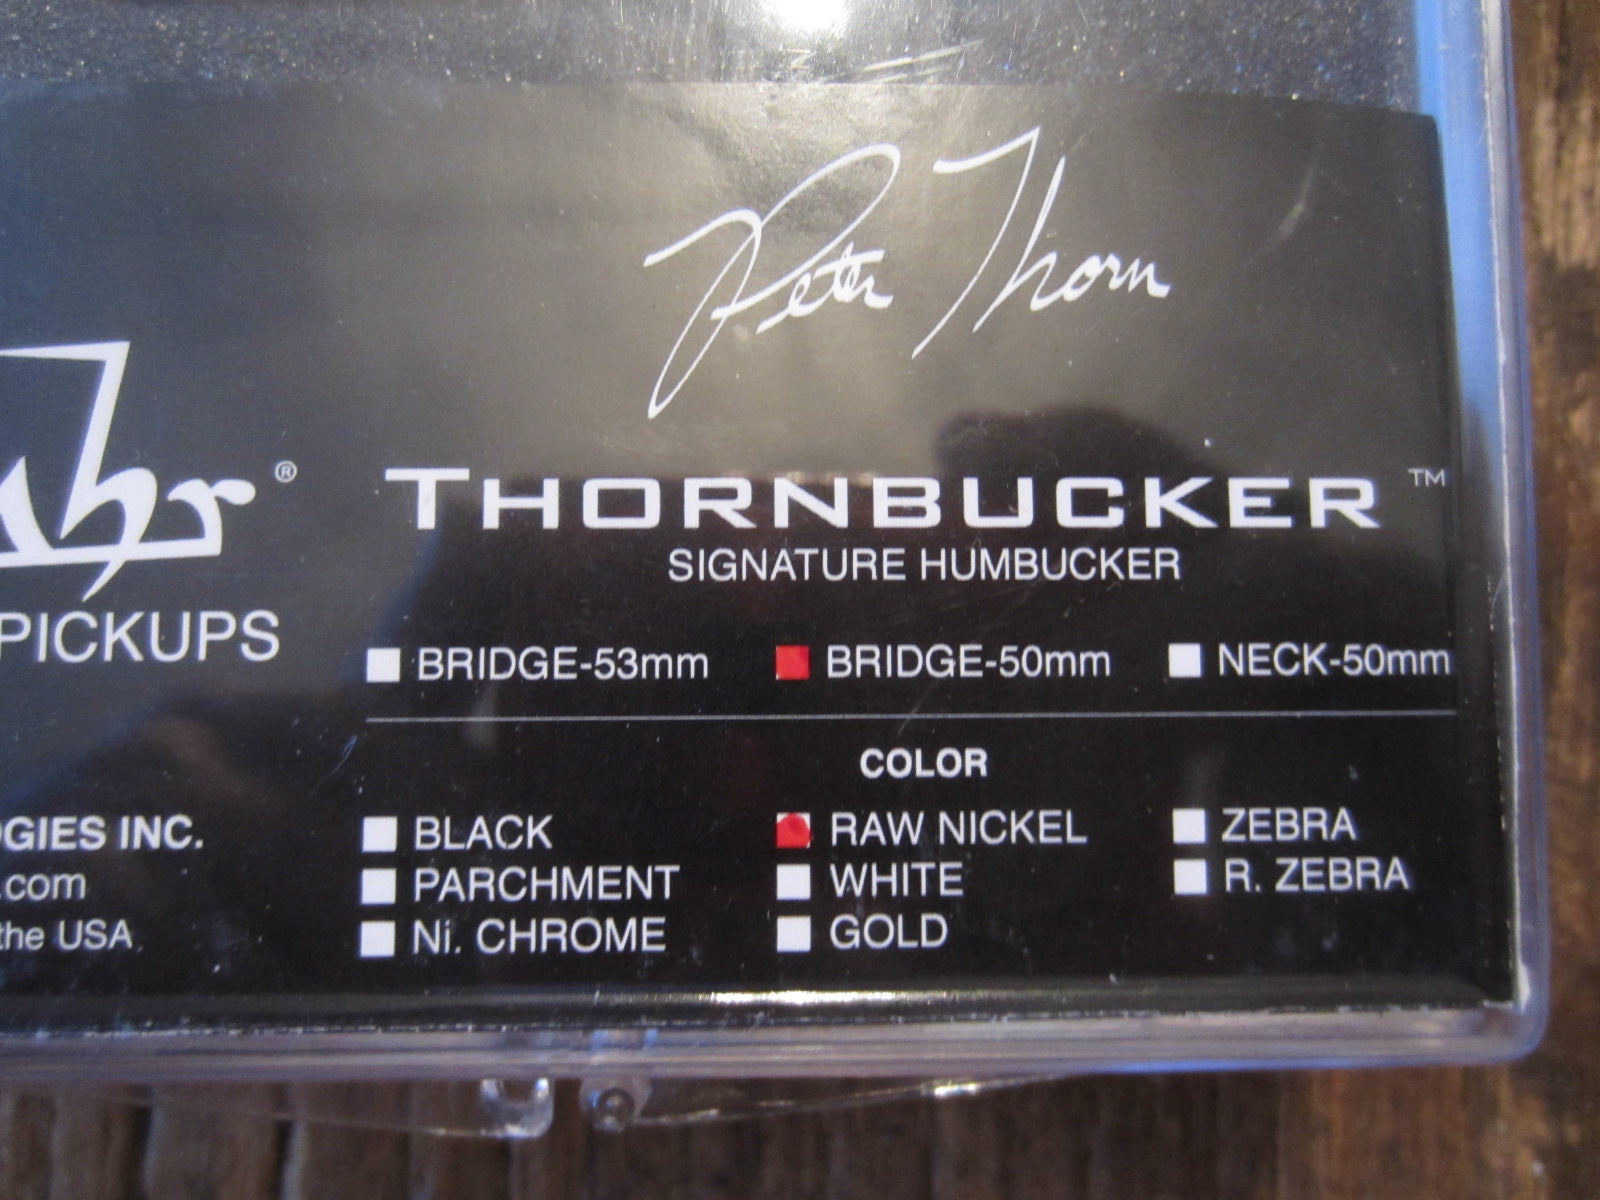 Peter Thorn
hr®
THORNBUCKER™
SIGNATURE HUMBUCKER
PICKUPS
BRIDGE-53mm BRIDGE-50mm NECK-50mm
COLOR
OGIES INC.
.com
the USA
BLACK RAW NICKEL ZEBRA
PARCHMENT WHITE R. ZEBRA
Ni. CHROME GOLD